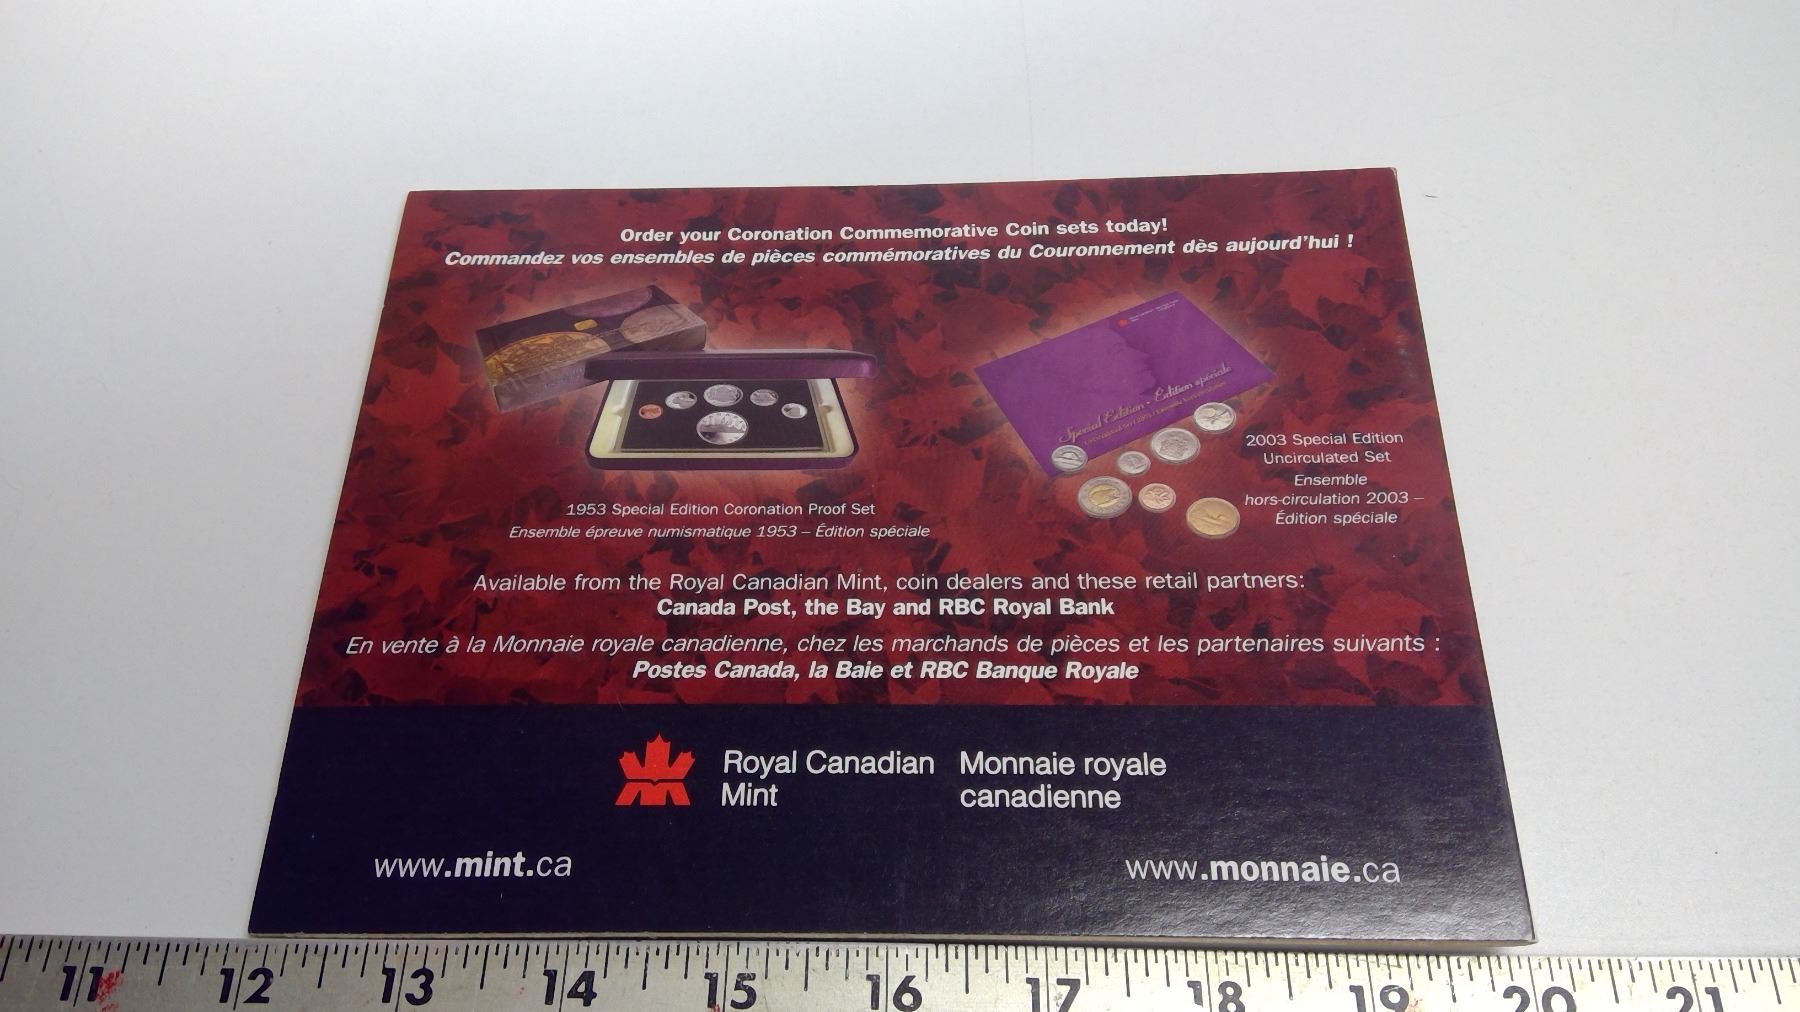 Order your Coronation Commemorative Coin sets today!
Commandez vos ensembles de pièces commémoratives du Couronnement dès aujourd'hui !
Special Edition - Édition spéciale
1953 Special Edition Coronation Proof Set
Ensemble épreuve numismatique 1953 – Édition spéciale
2003 Special Edition
Uncirculated Set
Ensemble
hors-circulation 2003 –
Édition spéciale
Available from the Royal Canadian Mint, coin dealers and these retail partners:
Canada Post, the Bay and RBC Royal Bank
En vente à la Monnaie royale canadienne, chez les marchands de pièces et les partenaires suivants :
Postes Canada, la Baie et RBC Banque Royale
Royal Canadian
Mint
Monnaie royale
canadienne
www.mint.ca
www.monnaie.ca
11 12 13 14 15 16 17 18 19 20 21